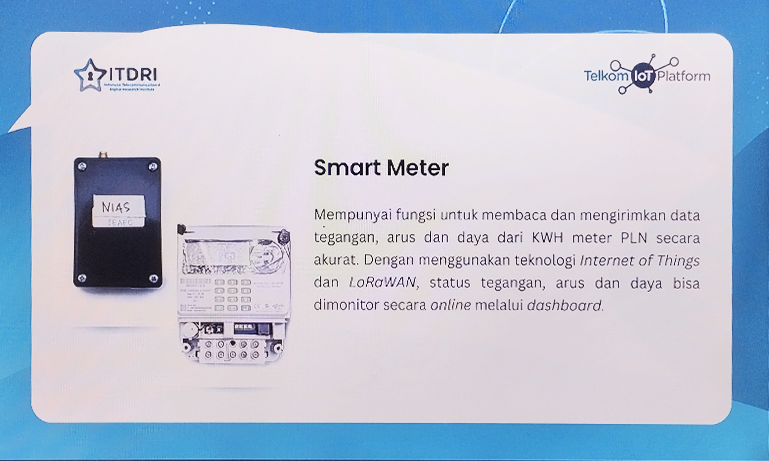 ITDRI
Telkom IoT Platform
Smart Meter
NIAS
Mempunyai fungsi untuk membaca dan mengirimkan data
tegangan, arus dan daya dari KWH meter PLN secara
akurat. Dengan menggunakan teknologi Internet of Things
dan LoRaWAN, status tegangan, arus dan daya bisa
dimonitor secara online melalui dashboard.